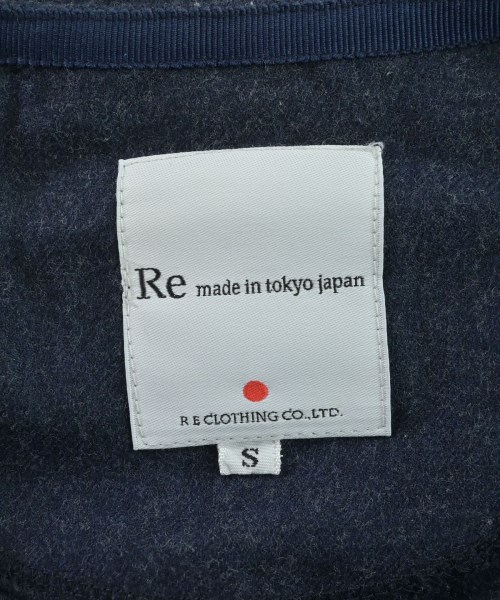 Re made in tokyo japan
R E CLOTHING CO.,LTD.
S